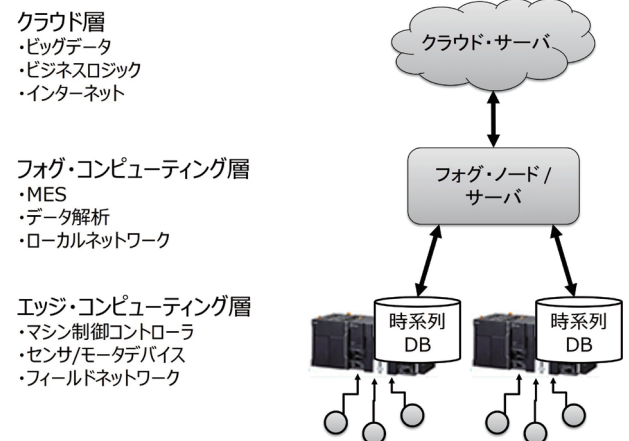 クラウド層
・ビッグデータ
・ビジネスロジック
・インターネット
クラウド・サーバ
フォグ・コンピューティング層
・MES
・データ解析
・ローカルネットワーク
フォグ・ノード /
サーバ
エッジ・コンピューティング層
・マシン制御コントローラ
・センサ/モータデバイス
・フィールドネットワーク
時系列
DB
時系列
DB